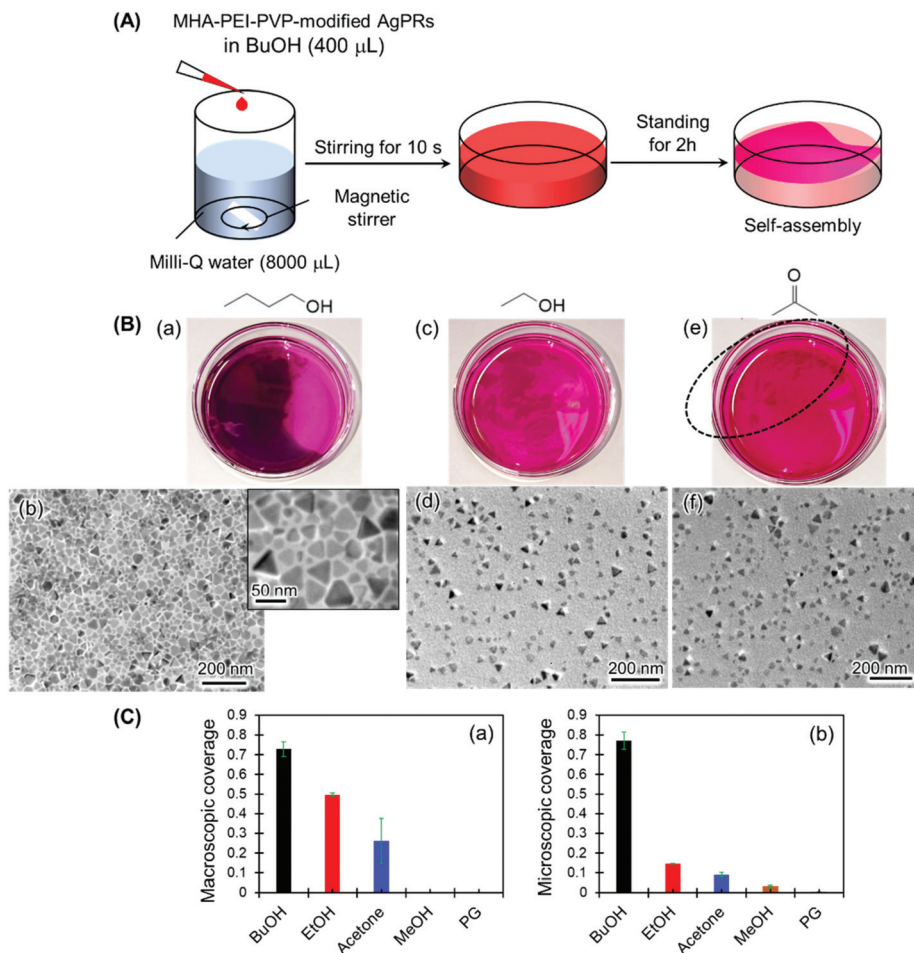 (A)
MHA-PEI-PVP-modified AgPRs
in BuOH (400 μL)
Stirring for 10 s
Magnetic
stirrer
Milli-Q water (8000 μL)
Standing
for 2h
Self-assembly
(B)
(a)
OH
(c)
OH
(e)
O
(b)
200 nm
50 nm
(d)
200 nm
(f)
200 nm
(C)
(a)
Macroscopic coverage
0.9
0.8
0.7
0.6
0.5
0.4
0.3
0.2
0.1
0
BuOH
EtOH
Acetone
MeOH
PG
(b)
Microscopic coverage
0.9
0.8
0.7
0.6
0.5
0.4
0.3
0.2
0.1
0
BuOH
EtOH
Acetone
MeOH
PG